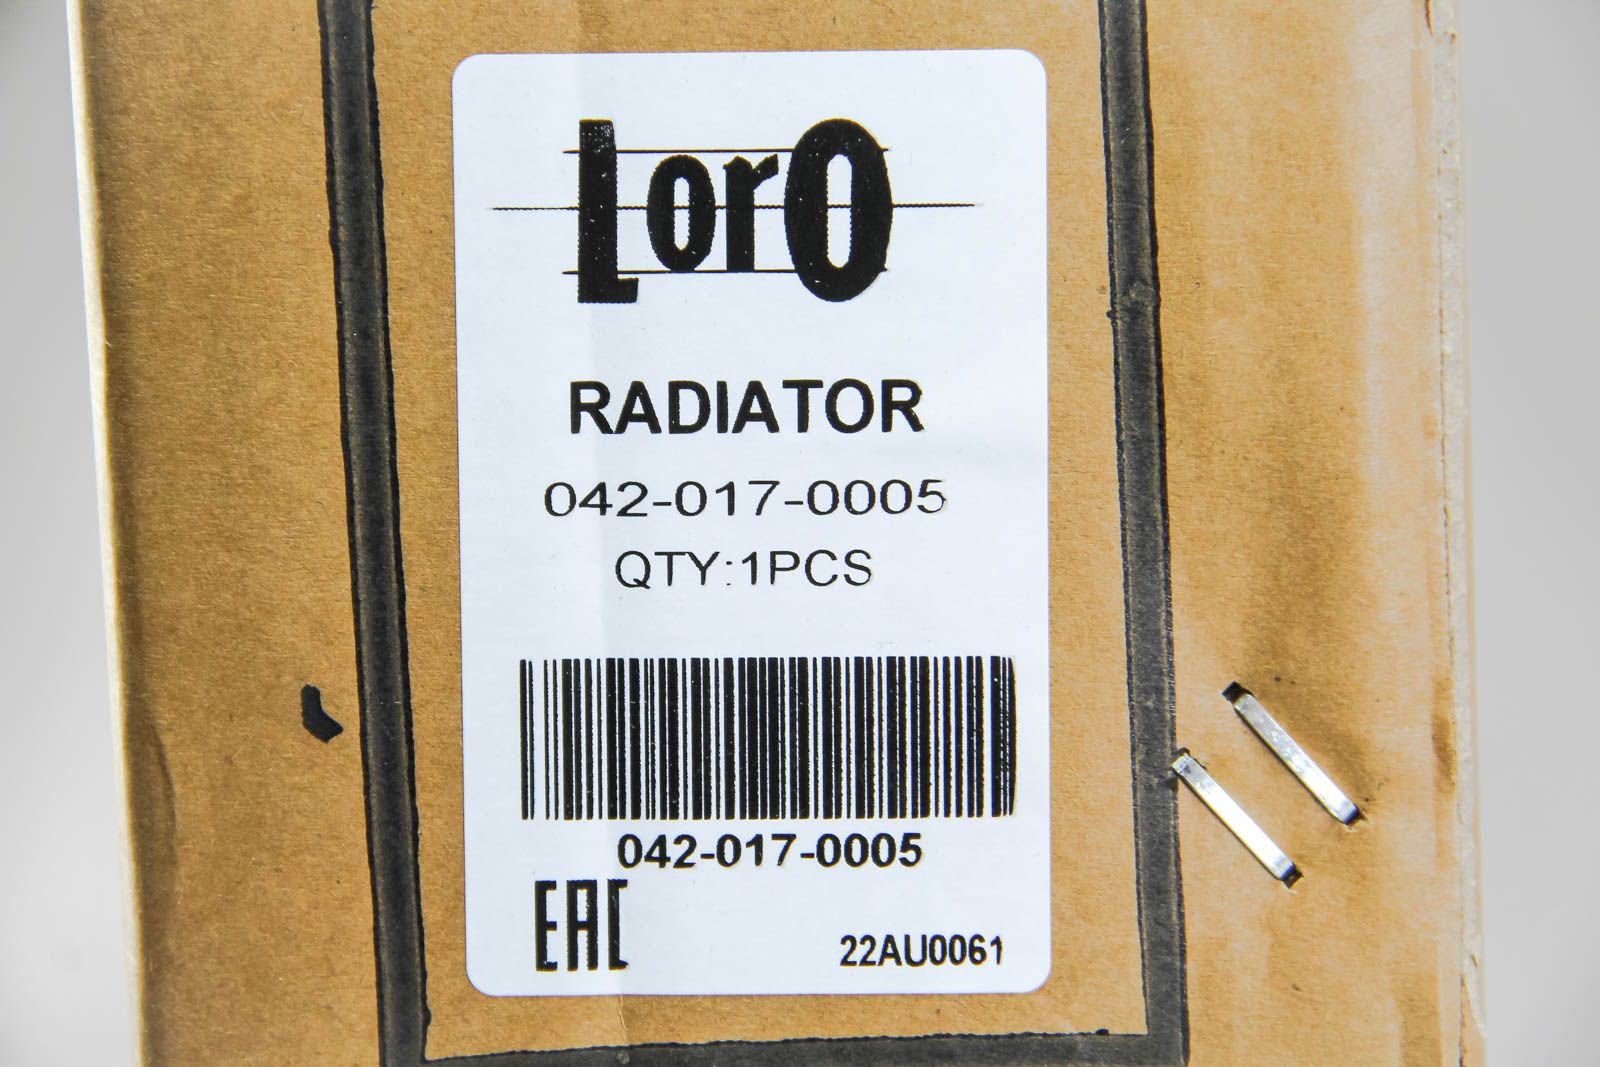 LorO
RADIATOR
042-017-0005
QTY:1PCS
042-017-0005
EAC
22AU0061